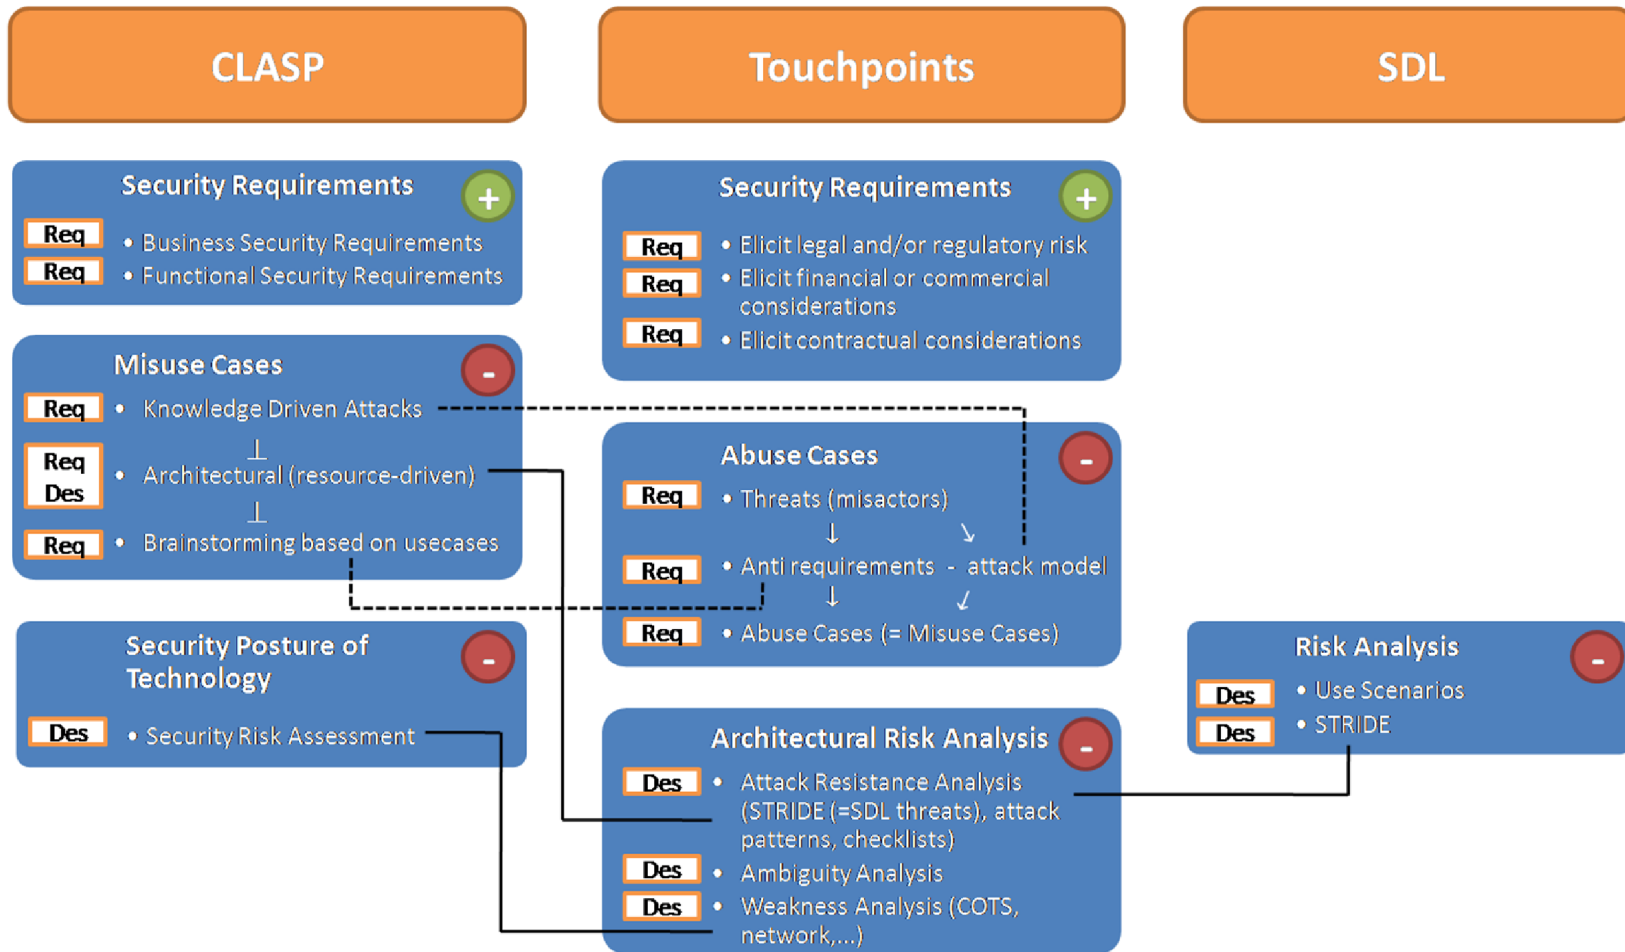 CLASP
Touchpoints
SDL
Security Requirements
+
Req • Business Security Requirements
Req • Functional Security Requirements
Misuse Cases
-
Req • Knowledge Driven Attacks
⊥
Req
Des
• Architectural (resource-driven)
⊥
Req • Brainstorming based on usecases
Security Posture of
Technology
-
Des • Security Risk Assessment
Security Requirements
+
Req • Elicit legal and/or regulatory risk
Req • Elicit financial or commercial
considerations
Req • Elicit contractual considerations
Abuse Cases
-
Req • Threats (misactors)
↓ ↘
Req • Anti requirements - attack model
↓ ↙
Req • Abuse Cases (= Misuse Cases)
Architectural Risk Analysis
-
Des • Attack Resistance Analysis
(STRIDE (=SDL threats), attack
patterns, checklists)
Des • Ambiguity Analysis
Des • Weakness Analysis (COTS,
network,...)
Risk Analysis
-
Des • Use Scenarios
Des • STRIDE